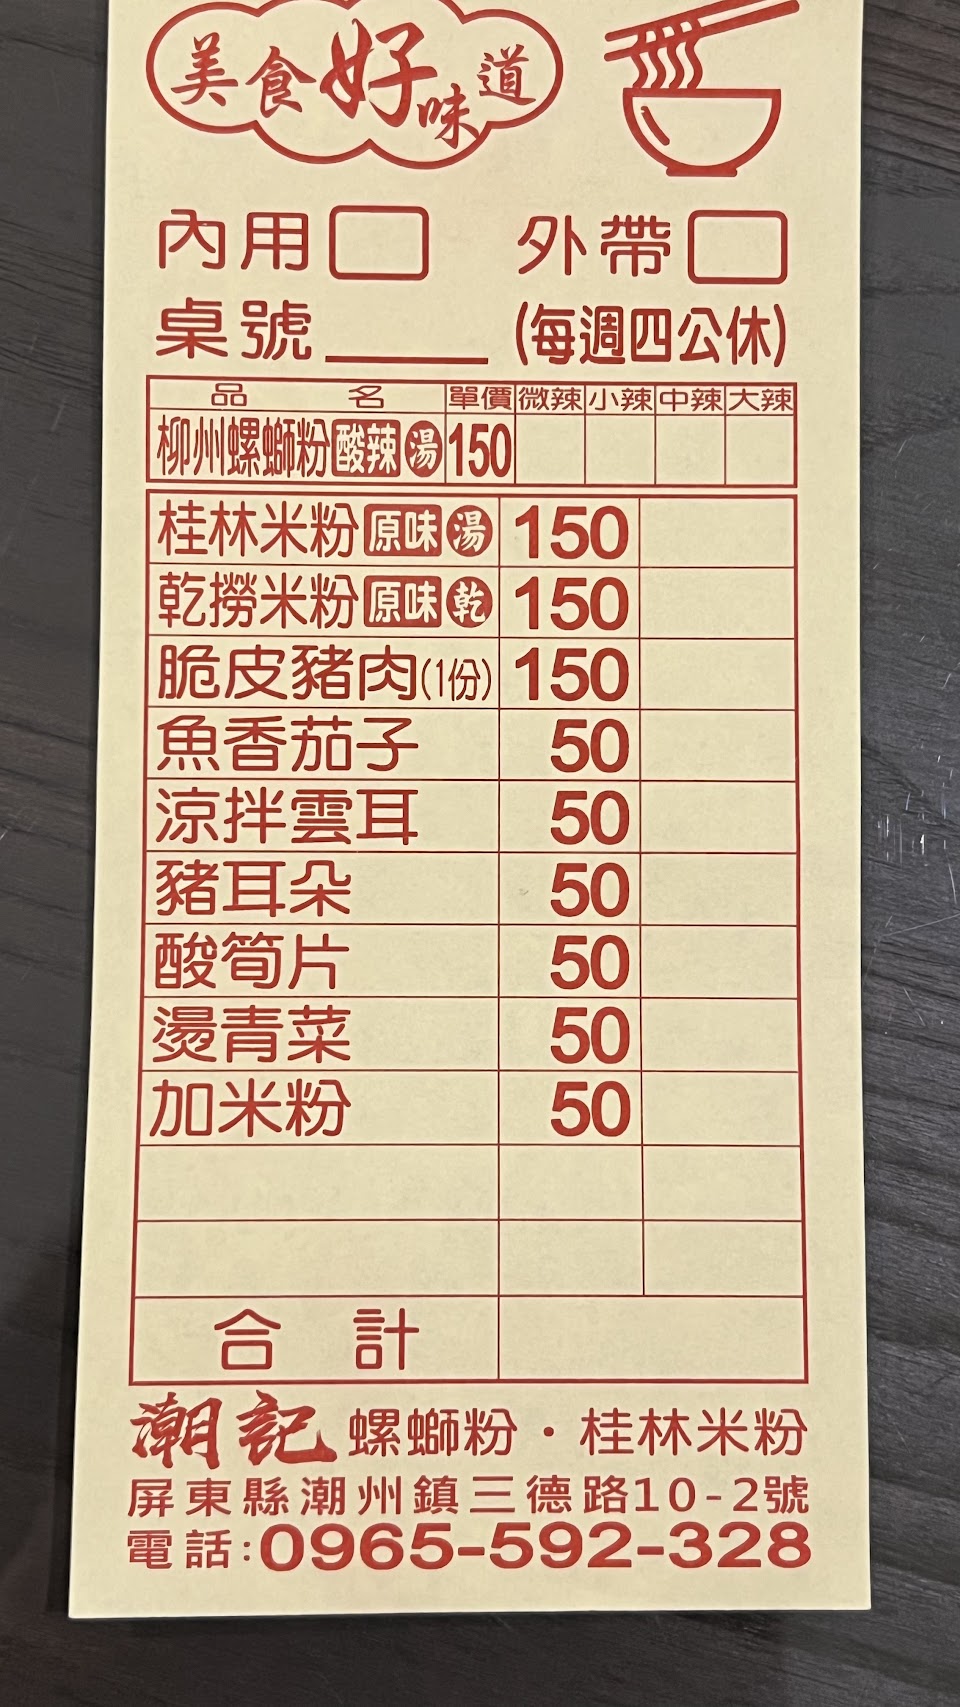 美食好味道
內用 外帶
桌號____ (每週四公休)
品名 單價 微辣 小辣 中辣 大辣
柳州螺螄粉 酸辣 湯 150
桂林米粉 原味 湯 150
乾撈米粉 原味 乾 150
脆皮豬肉(1份) 150
魚香茄子 50
涼拌雲耳 50
豬耳朵 50
酸筍片 50
燙青菜 50
加米粉 50
合計
潮記 螺螄粉・桂林米粉
屏東縣潮州鎮三德路10-2號
電話:0965-592-328